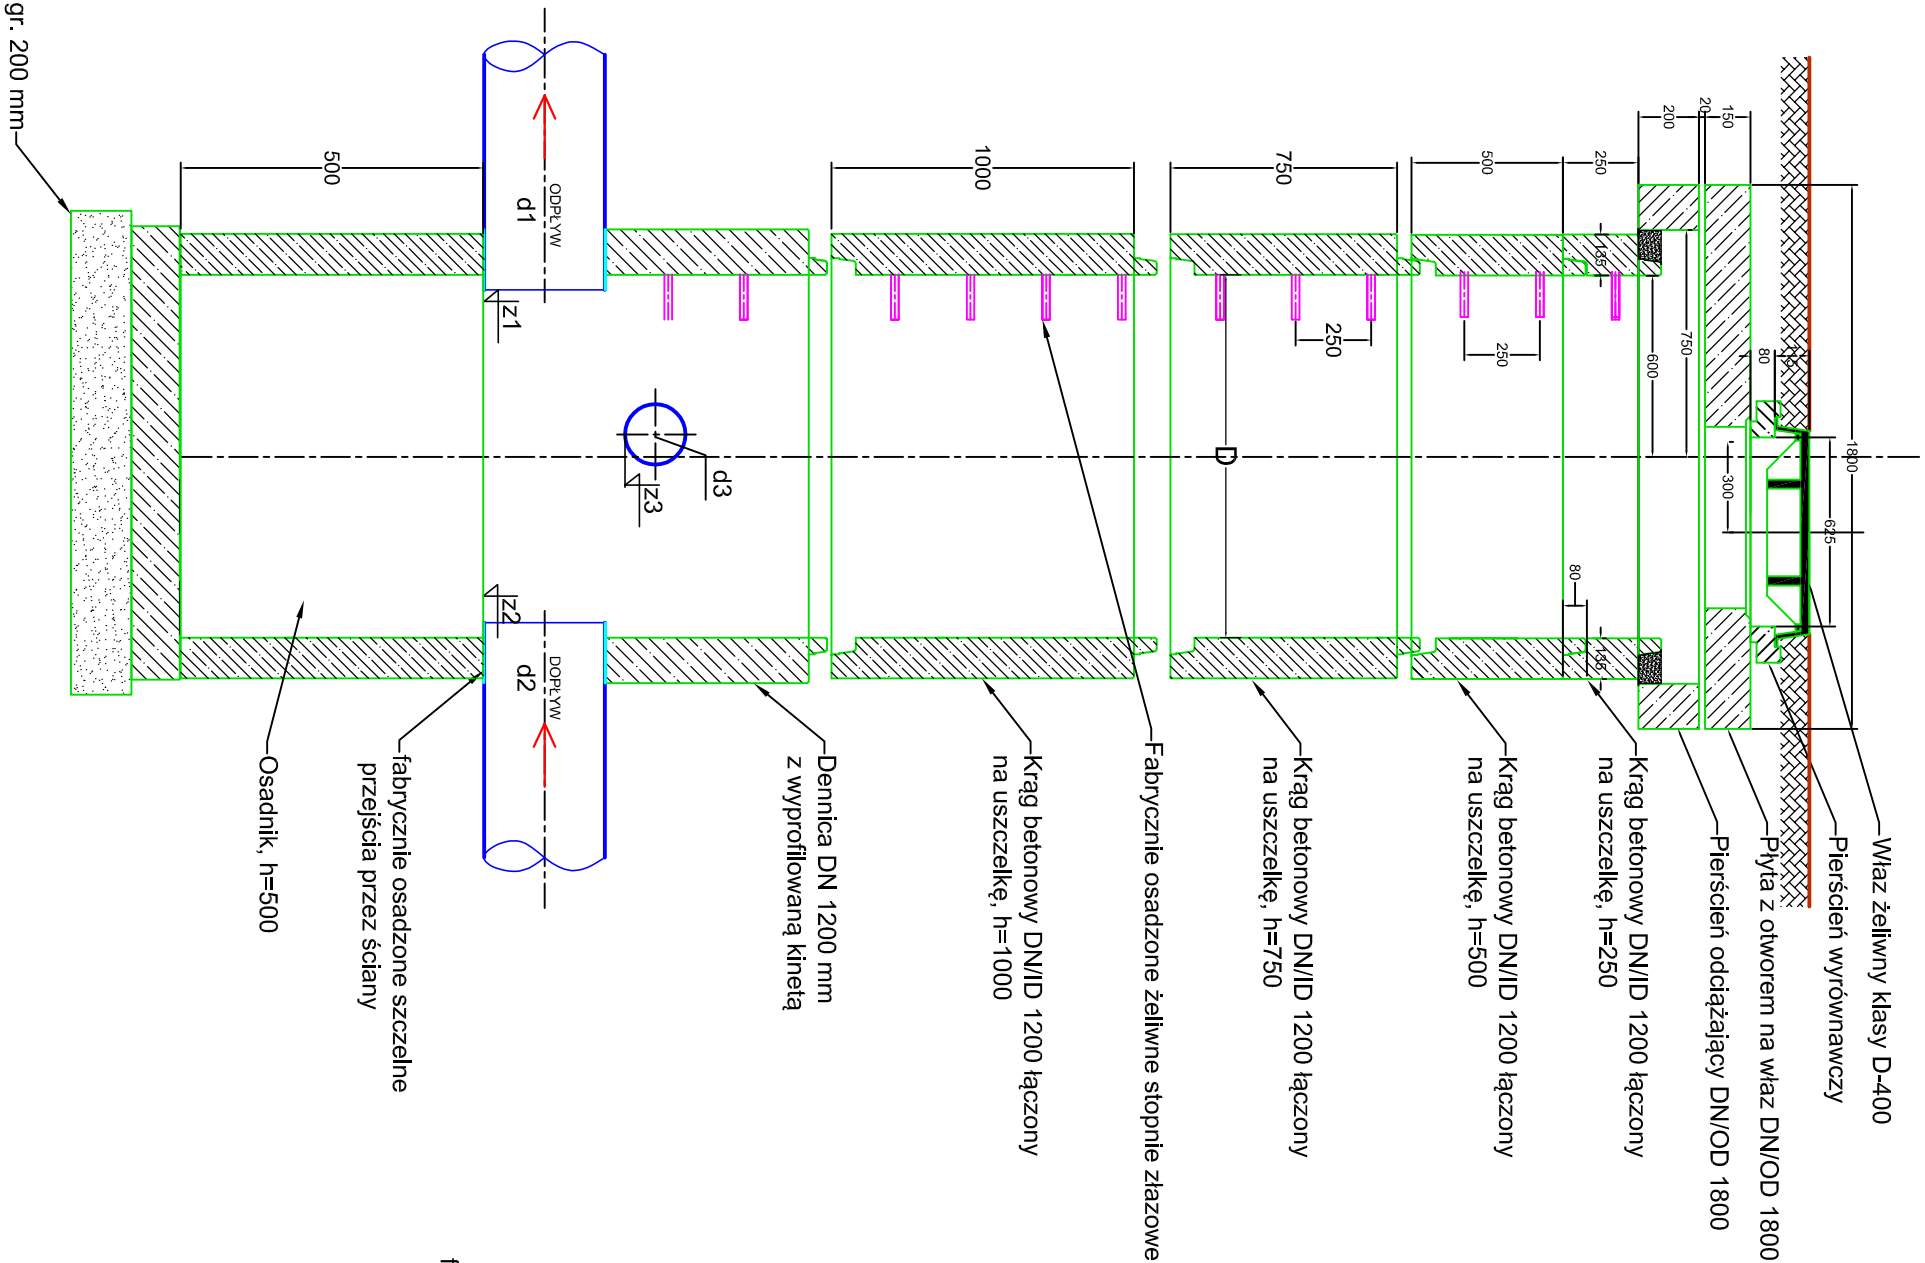 Właz żeliwny klasy D-400
Pierścień wyrównawczy
Płyta z otworem na właz DN/OD 1800
Pierścień odciążający DN/OD 1800
Krąg betonowy DN/ID 1200 łączony
na uszczelkę, h=250
Krąg betonowy DN/ID 1200 łączony
na uszczelkę, h=500
Krąg betonowy DN/ID 1200 łączony
na uszczelkę, h=750
Fabrycznie osadzone żeliwne stopnie złazowe
Krąg betonowy DN/ID 1200 łączony
na uszczelkę, h=1000
Dennica DN 1200 mm
z wyprofilowaną kinetą
fabrycznie osadzone szczelne
przejścia przez ściany
Osadnik, h=500
gr. 200 mm
1800
625
300
80
150
20
200
750
600
250
135
500
250
80
135
750
250
D
1000
500
ODPŁYW
d1
z1
d3
z3
z2
DOPŁYW
d2
f